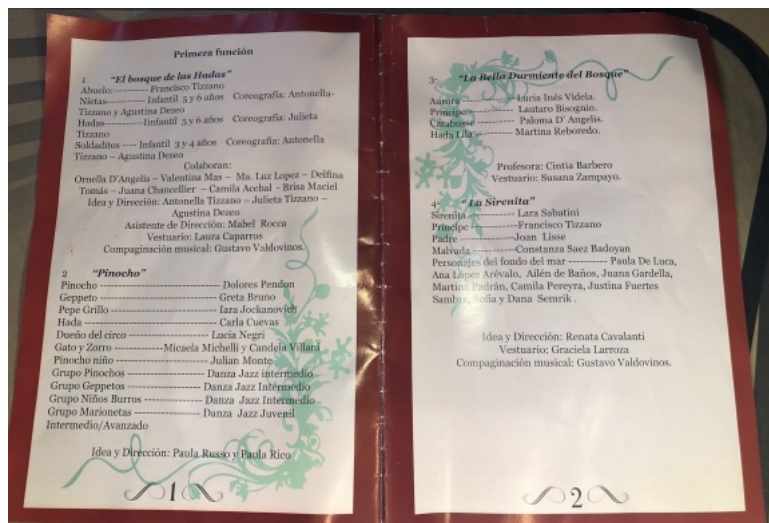 Primera función
1 "El bosque de las Hadas"
Abuelo:---------- Francisco Tizzano
Nietas---------- Infantil 5 y 6 años Coreografía: Antonella-
Tizzano y Agustina Dezeo
Hadas-----------Iinfantil 5 y 6 años Coreografía: Julieta
Tizzano
Soldaditos ---- Infantil 3 y 4 años Coreografía: Antonella
Tizzano – Agustina Dezeo
Colaboran:
Ornella D'Angelis – Valentina Mas – Ma. Luz Lopez – Delfina
Tomás – Juana Chancellier – Camila Acebal - Brisa Maciel
Idea y Dirección: Antonella Tizzano – Julieta Tizzano –
Agustina Dezeo
Asistente de Dirección: Mabel Rocca
Vestuario: Laura Caparros
Compaginación musical: Gustavo Valdovinos.
2 "Pinocho"
Pinocho ------------------------------ Dolores Pendon
Geppeto ----------------------------- Greta Bruno
Pepe Grillo -------------------------- Iara Jockanovich
Hada --------------------------------- Carla Cuevas
Dueño del circo --------------------- Lucia Negri
Gato y Zorro ------------Micaela Michelli y Candela Villani
Pinocho niño ------------------------ Julian Monte
Grupo Pinochos ---------------- Danza Jazz intermedio
Grupo Geppetos --------------- Danza Jazz Intermedio
Grupo Niños Burros ----------- Danza Jazz Intermedio
Grupo Marionetas -------------- Danza Jazz Juvenil
Intermedio/Avanzado
Idea y Dirección: Paula Russo y Paula Rico
1
3- "La Bella Durmiente del Bosque"
Aurora -------------Lucia Inés Videla.
Principe ------------ Lautaro Bisognio.
Carabosse ----------- Paloma D' Angelis.
Hada Lila ---------- Martina Reboredo.
Profesora: Cintia Barbero
Vestuario: Susana Zampayo.
4- "La Sirenita"
Sirenita ------------ Lara Sabatini
Principe ------------Francisco Tizzano
Padre --------------Joan Lisse
Malvada ------------Constanza Saez Badoyan
Personajes del fondo del mar ---------- Paula De Luca,
Ana López Arévalo, Ailén de Baños, Juana Gardella,
Martina Padrán, Camila Pereyra, Justina Fuertes
Sambrs, Sofia y Dana Semrik .
Idea y Dirección: Renata Cavalanti
Vestuario: Graciela Larroza
Compaginación musical: Gustavo Valdovinos.
2